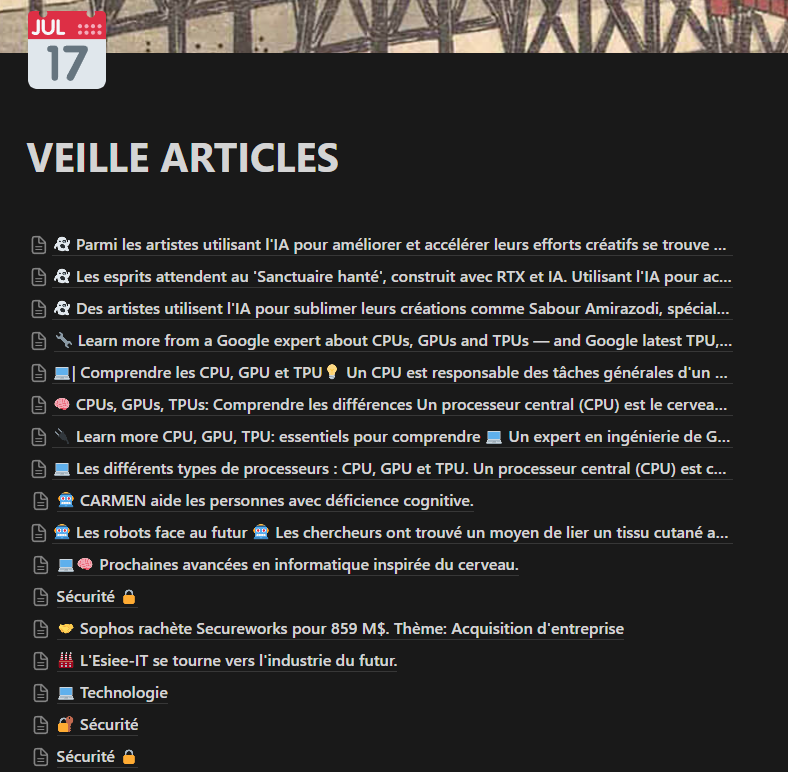 JUL
17
VEILLE ARTICLES
👻 Parmi les artistes utilisant l'IA pour améliorer et accélérer leurs efforts créatifs se trouve ...
👻 Les esprits attendent au 'Sanctuaire hanté', construit avec RTX et IA. Utilisant l'IA pour ac...
👻 Des artistes utilisent l'IA pour sublimer leurs créations comme Sabour Amirazodi, spécial...
🔧 Learn more from a Google expert about CPUs, GPUs and TPUs — and Google latest TPU,...
💻| Comprendre les CPU, GPU et TPU💡 Un CPU est responsable des tâches générales d'un ...
🧠 CPUs, GPUs, TPUs: Comprendre les différences Un processeur central (CPU) est le cervea...
🔌 Learn more CPU, GPU, TPU: essentiels pour comprendre 💻 Un expert en ingénierie de G...
💻 Les différents types de processeurs : CPU, GPU et TPU. Un processeur central (CPU) est c...
🤖 CARMEN aide les personnes avec déficience cognitive.
🤖 Les robots face au futur 🤖 Les chercheurs ont trouvé un moyen de lier un tissu cutané a...
💻🧠 Prochaines avancées en informatique inspirée du cerveau.
Sécurité 🔒
🤝 Sophos rachète Secureworks pour 859 M$. Thème: Acquisition d'entreprise
🏭 L'Esiee-IT se tourne vers l'industrie du futur.
💻 Technologie
🔐 Sécurité
Sécurité 🔒